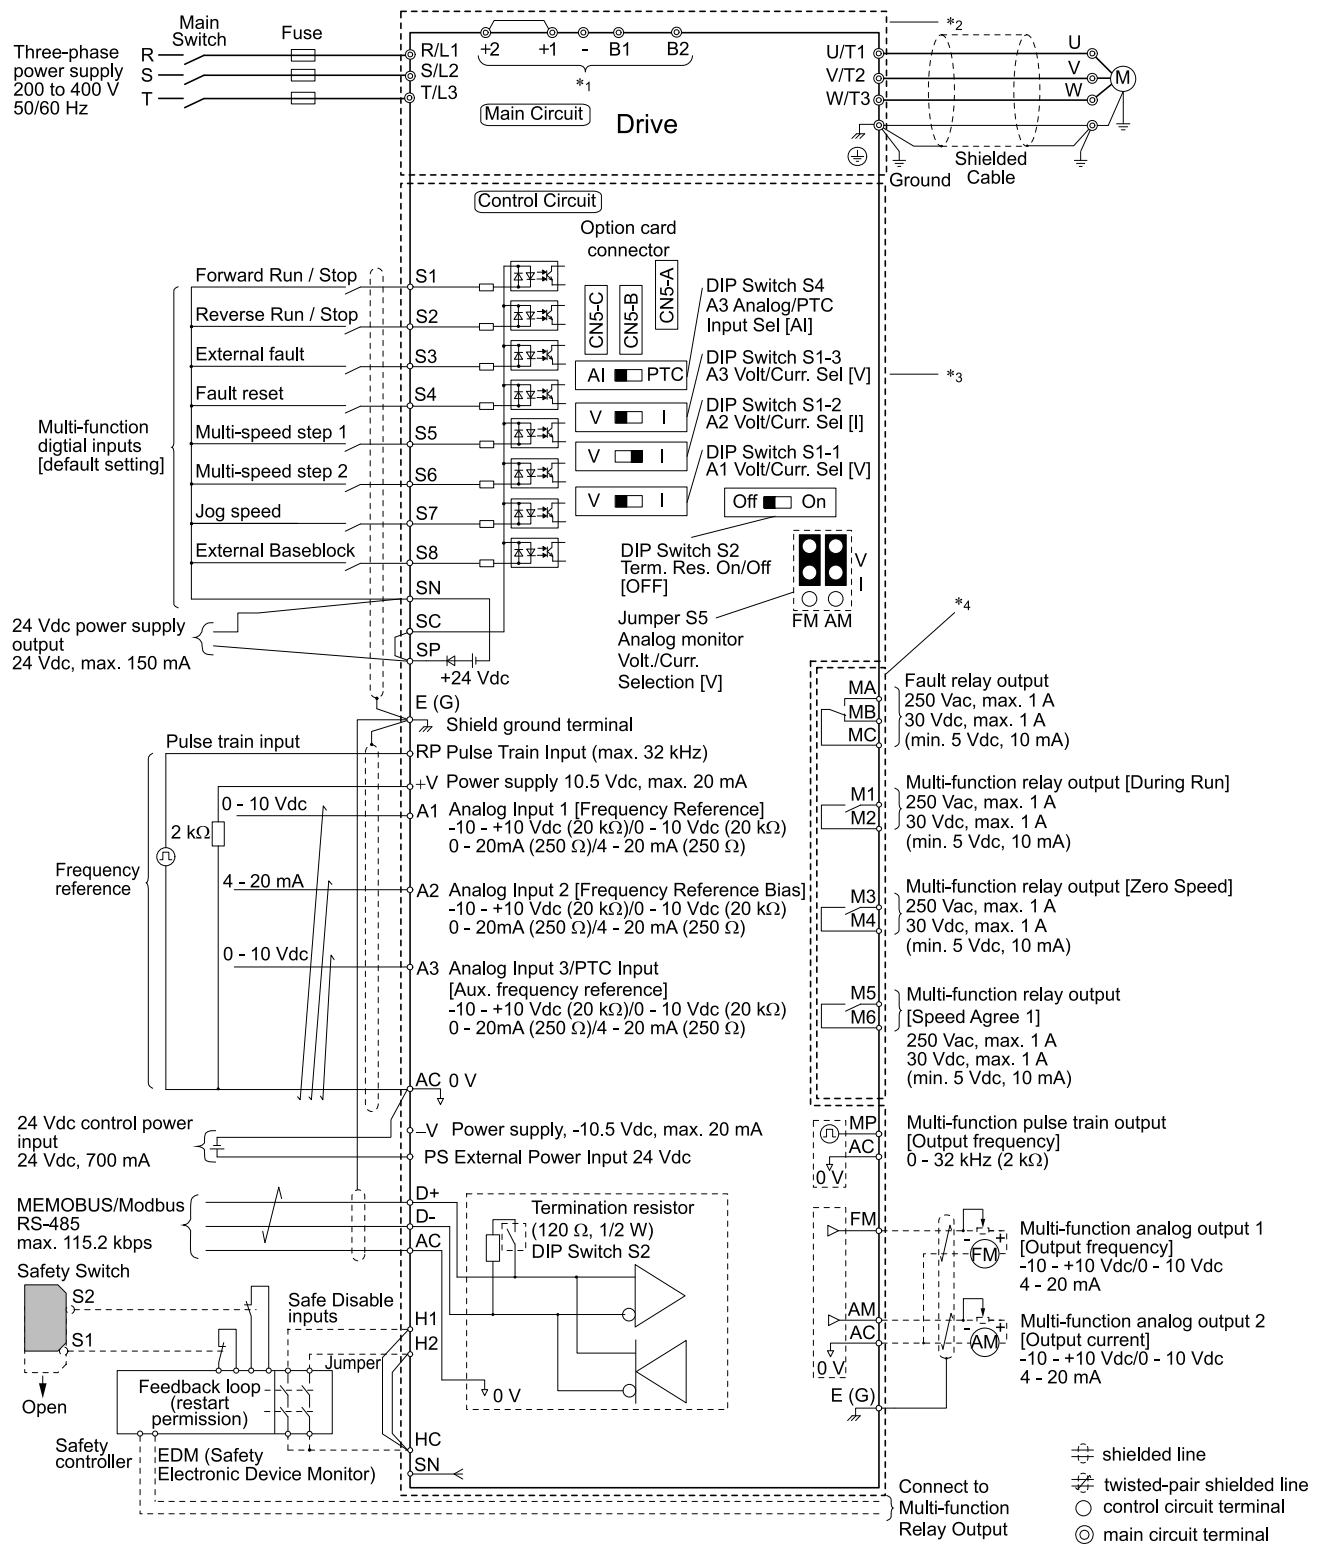 Main
Switch
Fuse
Three-phase
power supply
200 to 400 V
50/60 Hz
R
S
T
R/L1
S/L2
T/L3
+2
+1
-
B1
B2
*1
Main Circuit
Drive
U/T1
V/T2
W/T3
*2
U
V
W
M
Ground
Shielded
Cable
Control Circuit
Option card
connector
CN5-C
CN5-B
CN5-A
DIP Switch S4
A3 Analog/PTC
Input Sel [AI]
DIP Switch S1-3
A3 Volt/Curr. Sel [V]
DIP Switch S1-2
A2 Volt/Curr. Sel [I]
DIP Switch S1-1
A1 Volt/Curr. Sel [V]
*3
AI
PTC
V
I
V
I
V
I
Off
On
DIP Switch S2
Term. Res. On/Off
[OFF]
Jumper S5
Analog monitor
Volt./Curr.
Selection [V]
V
I
FM AM
*4
Multi-function
digtial inputs
[default setting]
Forward Run / Stop
S1
Reverse Run / Stop
S2
External fault
S3
Fault reset
S4
Multi-speed step 1
S5
Multi-speed step 2
S6
Jog speed
S7
External Baseblock
S8
SN
SC
SP
+24 Vdc
24 Vdc power supply
output
24 Vdc, max. 150 mA
E (G)
Shield ground terminal
Pulse train input
RP Pulse Train Input (max. 32 kHz)
+V Power supply 10.5 Vdc, max. 20 mA
0 - 10 Vdc
A1 Analog Input 1 [Frequency Reference]
-10 - +10 Vdc (20 kΩ)/0 - 10 Vdc (20 kΩ)
0 - 20mA (250 Ω)/4 - 20 mA (250 Ω)
2 kΩ
Frequency
reference
4 - 20 mA
A2 Analog Input 2 [Frequency Reference Bias]
-10 - +10 Vdc (20 kΩ)/0 - 10 Vdc (20 kΩ)
0 - 20mA (250 Ω)/4 - 20 mA (250 Ω)
0 - 10 Vdc
A3 Analog Input 3/PTC Input
[Aux. frequency reference]
-10 - +10 Vdc (20 kΩ)/0 - 10 Vdc (20 kΩ)
0 - 20mA (250 Ω)/4 - 20 mA (250 Ω)
AC 0 V
24 Vdc control power
input
24 Vdc, 700 mA
–V Power supply, -10.5 Vdc, max. 20 mA
PS External Power Input 24 Vdc
MA
MB
MC
Fault relay output
250 Vac, max. 1 A
30 Vdc, max. 1 A
(min. 5 Vdc, 10 mA)
M1
M2
Multi-function relay output [During Run]
250 Vac, max. 1 A
30 Vdc, max. 1 A
(min. 5 Vdc, 10 mA)
M3
M4
Multi-function relay output [Zero Speed]
250 Vac, max. 1 A
30 Vdc, max. 1 A
(min. 5 Vdc, 10 mA)
M5
M6
Multi-function relay output
[Speed Agree 1]
250 Vac, max. 1 A
30 Vdc, max. 1 A
(min. 5 Vdc, 10 mA)
MP
AC
0 V
Multi-function pulse train output
[Output frequency]
0 - 32 kHz (2 kΩ)
MEMOBUS/Modbus
RS-485
max. 115.2 kbps
D+
D-
AC
Termination resistor
(120 Ω, 1/2 W)
DIP Switch S2
0 V
FM
- +
FM
Multi-function analog output 1
[Output frequency]
-10 - +10 Vdc/0 - 10 Vdc
4 - 20 mA
AM
AC
0 V
- +
AM
Multi-function analog output 2
[Output current]
-10 - +10 Vdc/0 - 10 Vdc
4 - 20 mA
E (G)
Safety Switch
S2
S1
Open
Safe Disable
inputs
H1
H2
Jumper
Feedback loop
(restart
permission)
Safety
controller
EDM (Safety
Electronic Device Monitor)
HC
SN
Connect to
Multi-function
Relay Output
shielded line
twisted-pair shielded line
control circuit terminal
main circuit terminal